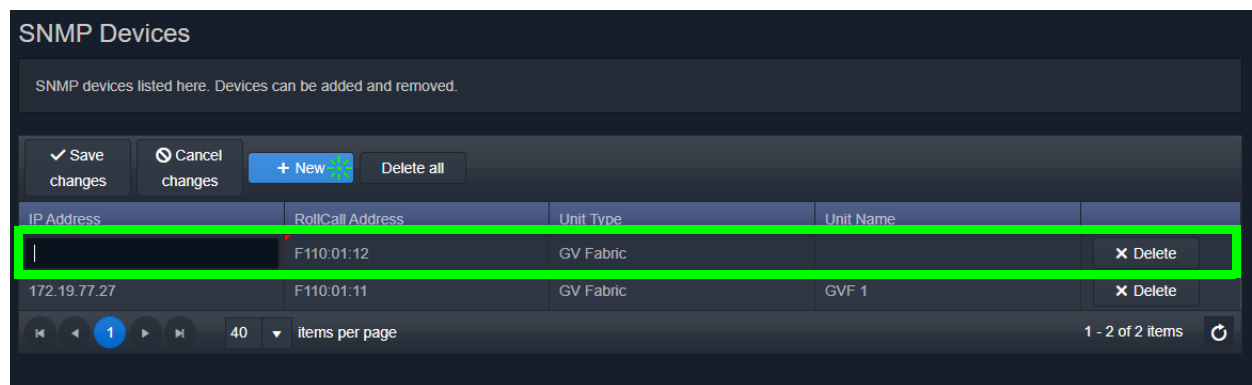 SNMP Devices
SNMP devices listed here. Devices can be added and removed.
Save changes
Cancel changes
+ New
Delete all
IP Address RollCall Address Unit Type Unit Name
F110:01:12 GV Fabric Delete
172.19.77.27 F110:01:11 GV Fabric GVF 1 Delete
1 40 items per page 1 - 2 of 2 items